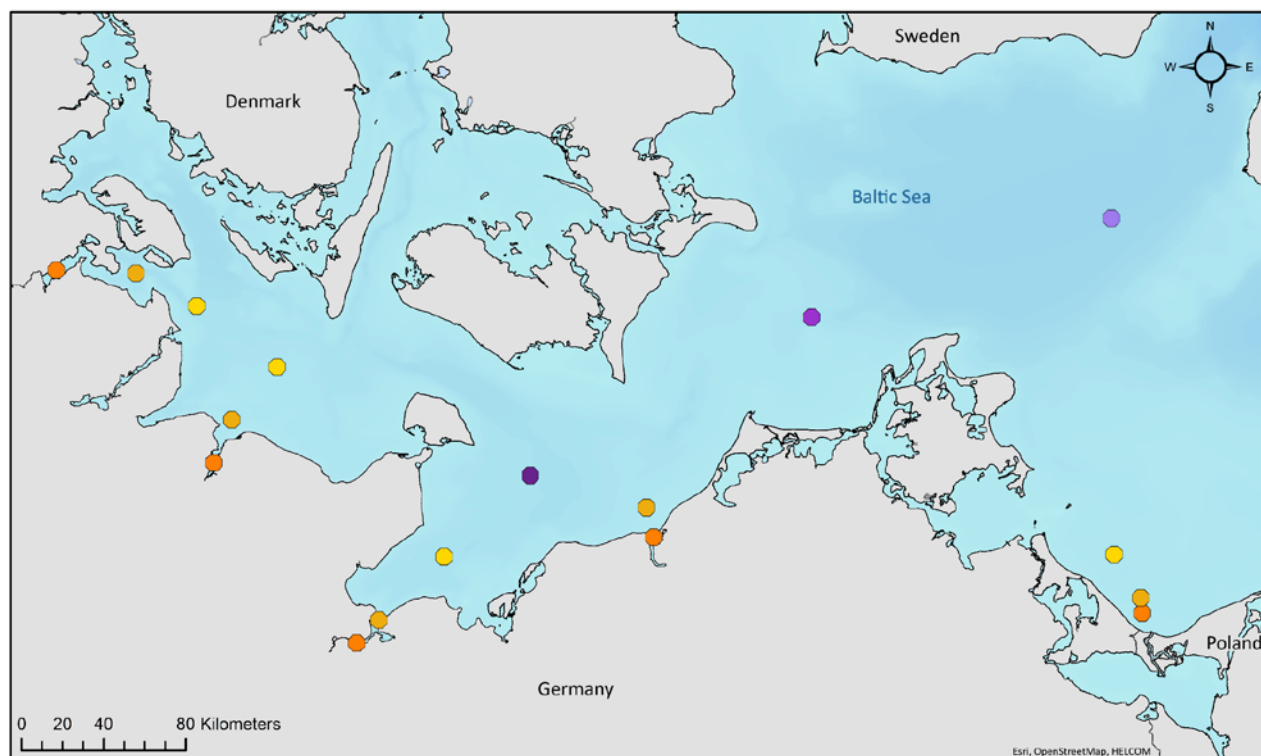 Sweden
N
W E
S
Denmark
Baltic Sea
Poland
Germany
0 20 40 80 Kilometers
Esri, OpenStreetMap, HELCOM